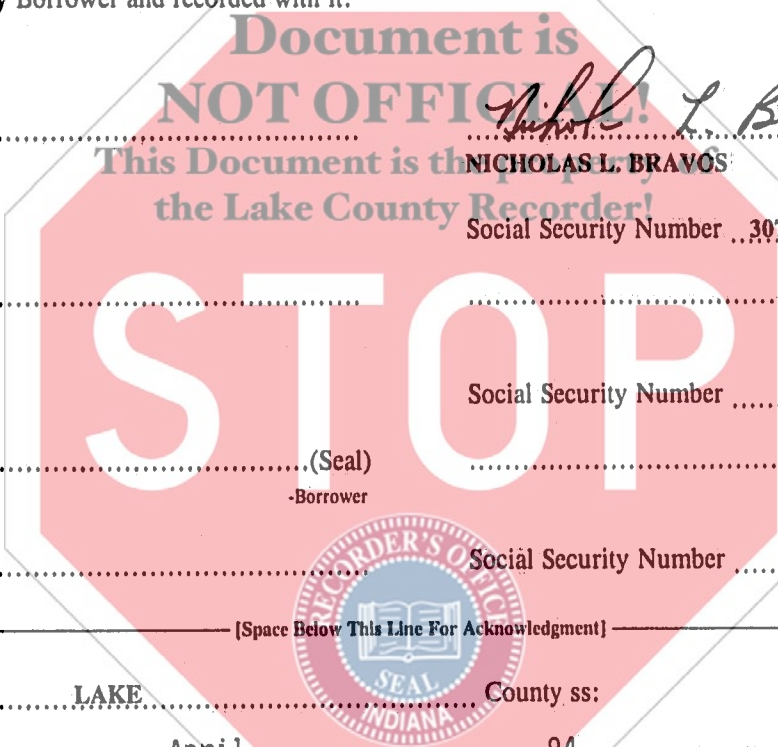 y Borrower and recorded with it.
Document is
NOT OFFICIAL!
This Document is the property of
NICHOLAS L. BRAVOS
the Lake County Recorder!
Social Security Number
STOP
Social Security Number
(Seal)
-Borrower
RECORDER'S OFFICE
Social Security Number
[Space Below This Line For Acknowledgment]
SEAL
INDIANA
LAKE County ss:
April 94